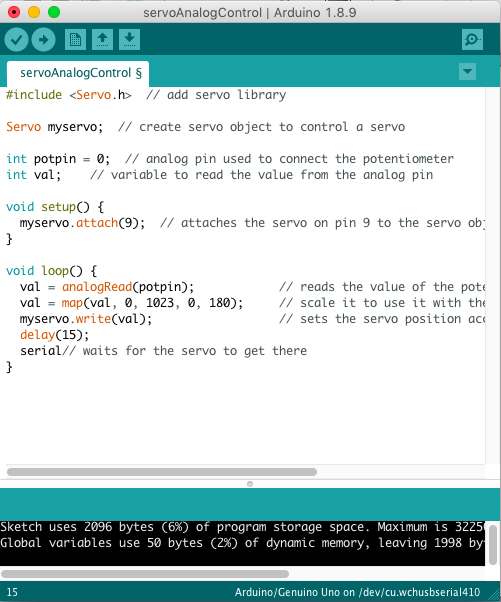 servoAnalogControl | Arduino 1.8.9
servoAnalogControl §
#include <Servo.h>  // add servo library
Servo myservo;  // create servo object to control a servo
int potpin = 0;  // analog pin used to connect the potentiometer
int val;    // variable to read the value from the analog pin
void setup() {
  myservo.attach(9);  // attaches the servo on pin 9 to the servo obj
}
void loop() {
  val = analogRead(potpin);            // reads the value of the pote
  val = map(val, 0, 1023, 0, 180);     // scale it to use it with the
  myservo.write(val);                  // sets the servo position acc
  delay(15);
  serial// waits for the servo to get there
}
Sketch uses 2096 bytes (6%) of program storage space. Maximum is 32256
Global variables use 50 bytes (2%) of dynamic memory, leaving 1998 byt
15 Arduino/Genuino Uno on /dev/cu.wchusbserial410